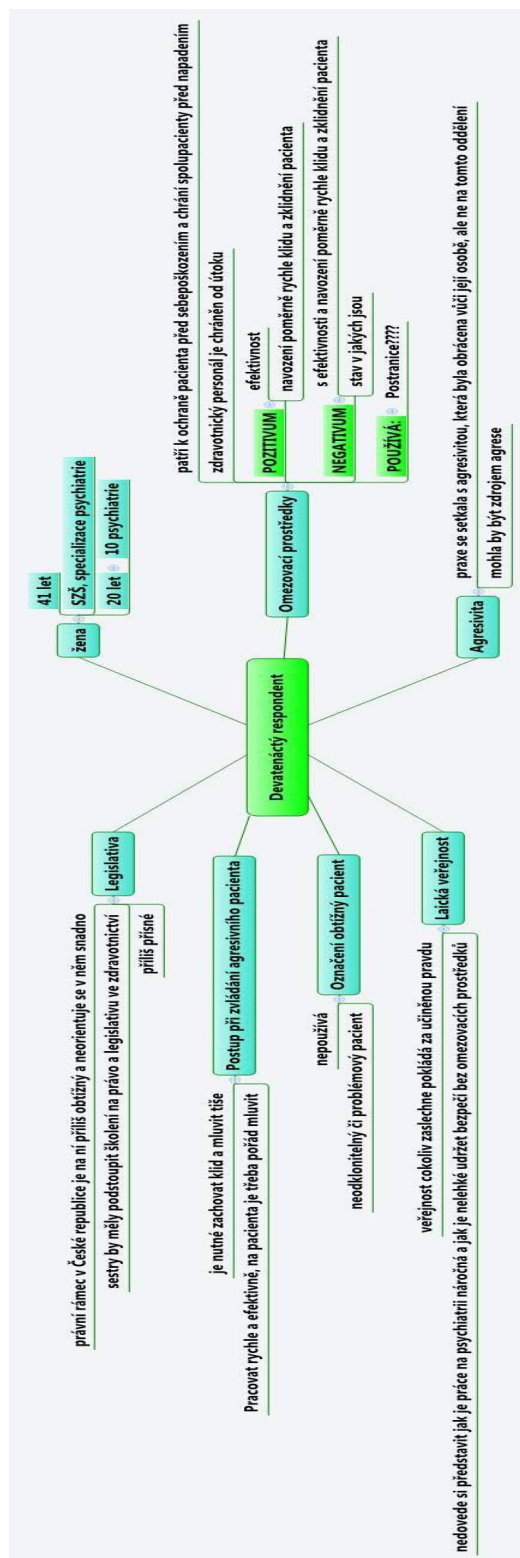 Devatenáctý respondent
žena
41 let
SZŠ, specializace psychiatrie
20 let
10 psychiatrie
Omezovací prostředky
patří k ochraně pacienta před sebepoškozením a chrání spolupacienty před napadením
zdravotnický personál je chráněn od útoku
POZITIVUM
efektivnost
navození poměrně rychle klidu a zklidnění pacienta
NEGATIVUM
s efektivnosti a navození poměrně rychle klidu a zklidnění pacienta
stav v jakých jsou
POUŽÍVÁ:
Postranice????
Agresivita
praxe se setkala s agresivitou, která byla obrácena vůči její osobě, ale ne na tomto oddělení
mohla by být zdrojem agrese
Legislativa
právní rámec v České republice je na ní příliš obtížný a neorientuje se v něm snadno
sestry by měly podstoupit školení na právo a legislativu ve zdravotnictví
příliš přísné
Postup při zvládání agresivního pacienta
je nutné zachovat klid a mluvit tiše
Pracovat rychle a efektivně, na pacienta je třeba pořád mluvit
Označení obtížný pacient
nepoužívá
neodklonitelný či problémový pacient
Laická veřejnost
veřejnost cokoliv zaslechne pokládá za učiněnou pravdu
nedovede si představit jak je práce na psychiatrii náročná a jak je nelehké udržet bezpečí bez omezovacích prostředků